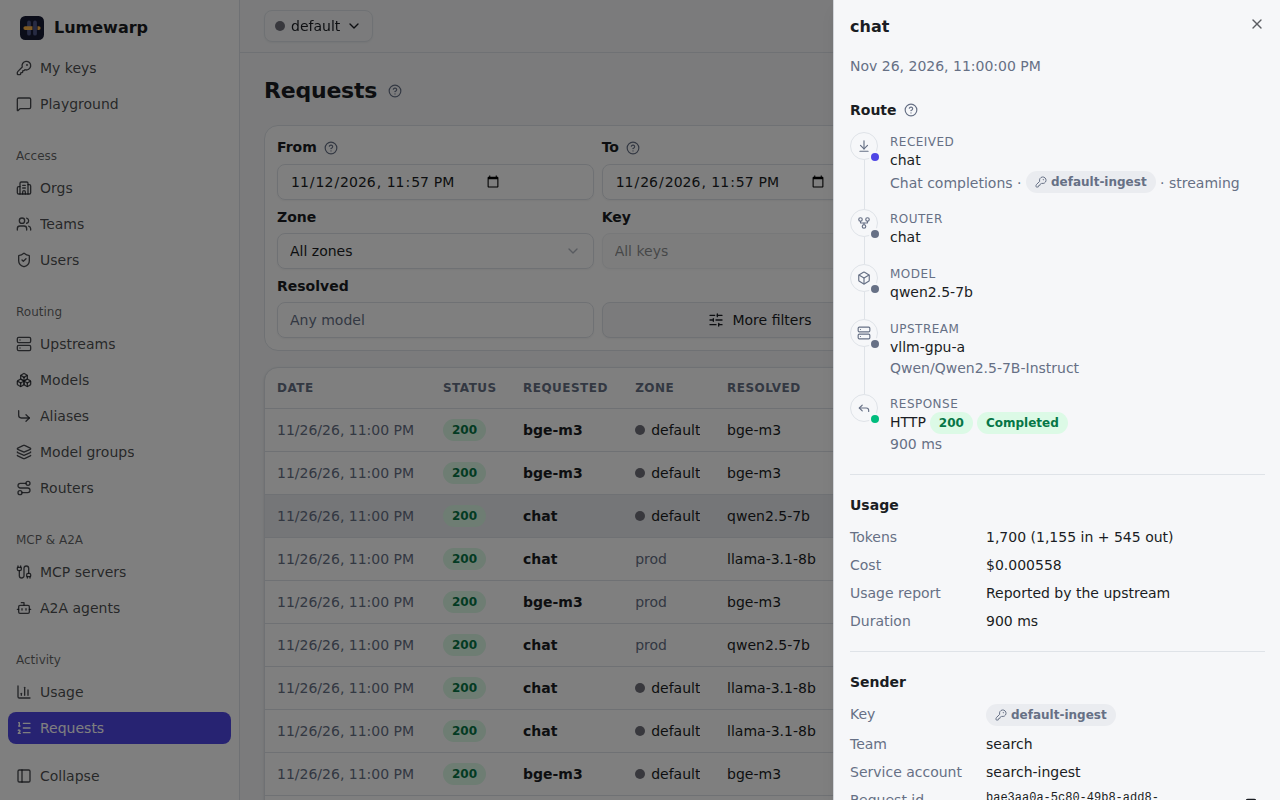 Lumewarp
My keys
Playground
Access
Orgs
Teams
Users
Routing
Upstreams
Models
Aliases
Model groups
Routers
MCP & A2A
MCP servers
A2A agents
Activity
Usage
Requests
Collapse
default
Requests
From
To
11/12/2026, 11:57 PM
11/26/2026, 11:57 PM
Zone
Key
All zones
All keys
Resolved
Any model
More filters
DATE STATUS REQUESTED ZONE RESOLVED
11/26/26, 11:00 PM 200 bge-m3 default bge-m3
11/26/26, 11:00 PM 200 bge-m3 default bge-m3
11/26/26, 11:00 PM 200 chat default qwen2.5-7b
11/26/26, 11:00 PM 200 chat prod llama-3.1-8b
11/26/26, 11:00 PM 200 bge-m3 prod bge-m3
11/26/26, 11:00 PM 200 chat prod qwen2.5-7b
11/26/26, 11:00 PM 200 chat default llama-3.1-8b
11/26/26, 11:00 PM 200 chat default llama-3.1-8b
11/26/26, 11:00 PM 200 bge-m3 default bge-m3
chat
Nov 26, 2026, 11:00:00 PM
Route
RECEIVED
chat
Chat completions · default-ingest · streaming
ROUTER
chat
MODEL
qwen2.5-7b
UPSTREAM
vllm-gpu-a
Qwen/Qwen2.5-7B-Instruct
RESPONSE
HTTP 200 Completed
900 ms
Usage
Tokens 1,700 (1,155 in + 545 out)
Cost $0.000558
Usage report Reported by the upstream
Duration 900 ms
Sender
Key default-ingest
Team search
Service account search-ingest
Request id bae3aa0a-5c80-49b8-add8-